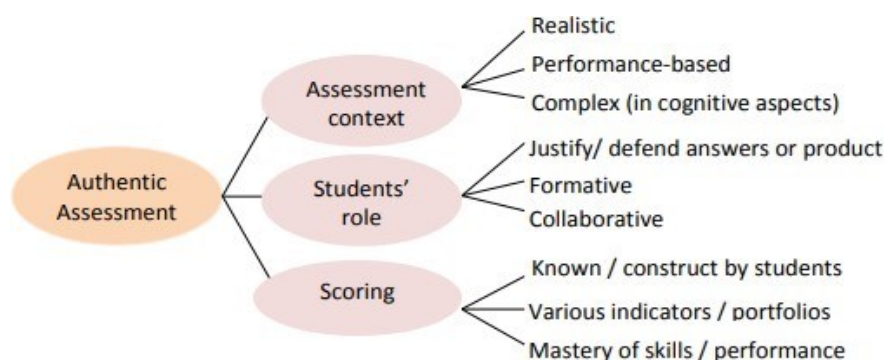 Authentic
Assessment
Assessment
context
Realistic
Performance-based
Complex (in cognitive aspects)
Students'
role
Justify/ defend answers or product
Formative
Collaborative
Scoring
Known / construct by students
Various indicators / portfolios
Mastery of skills / performance